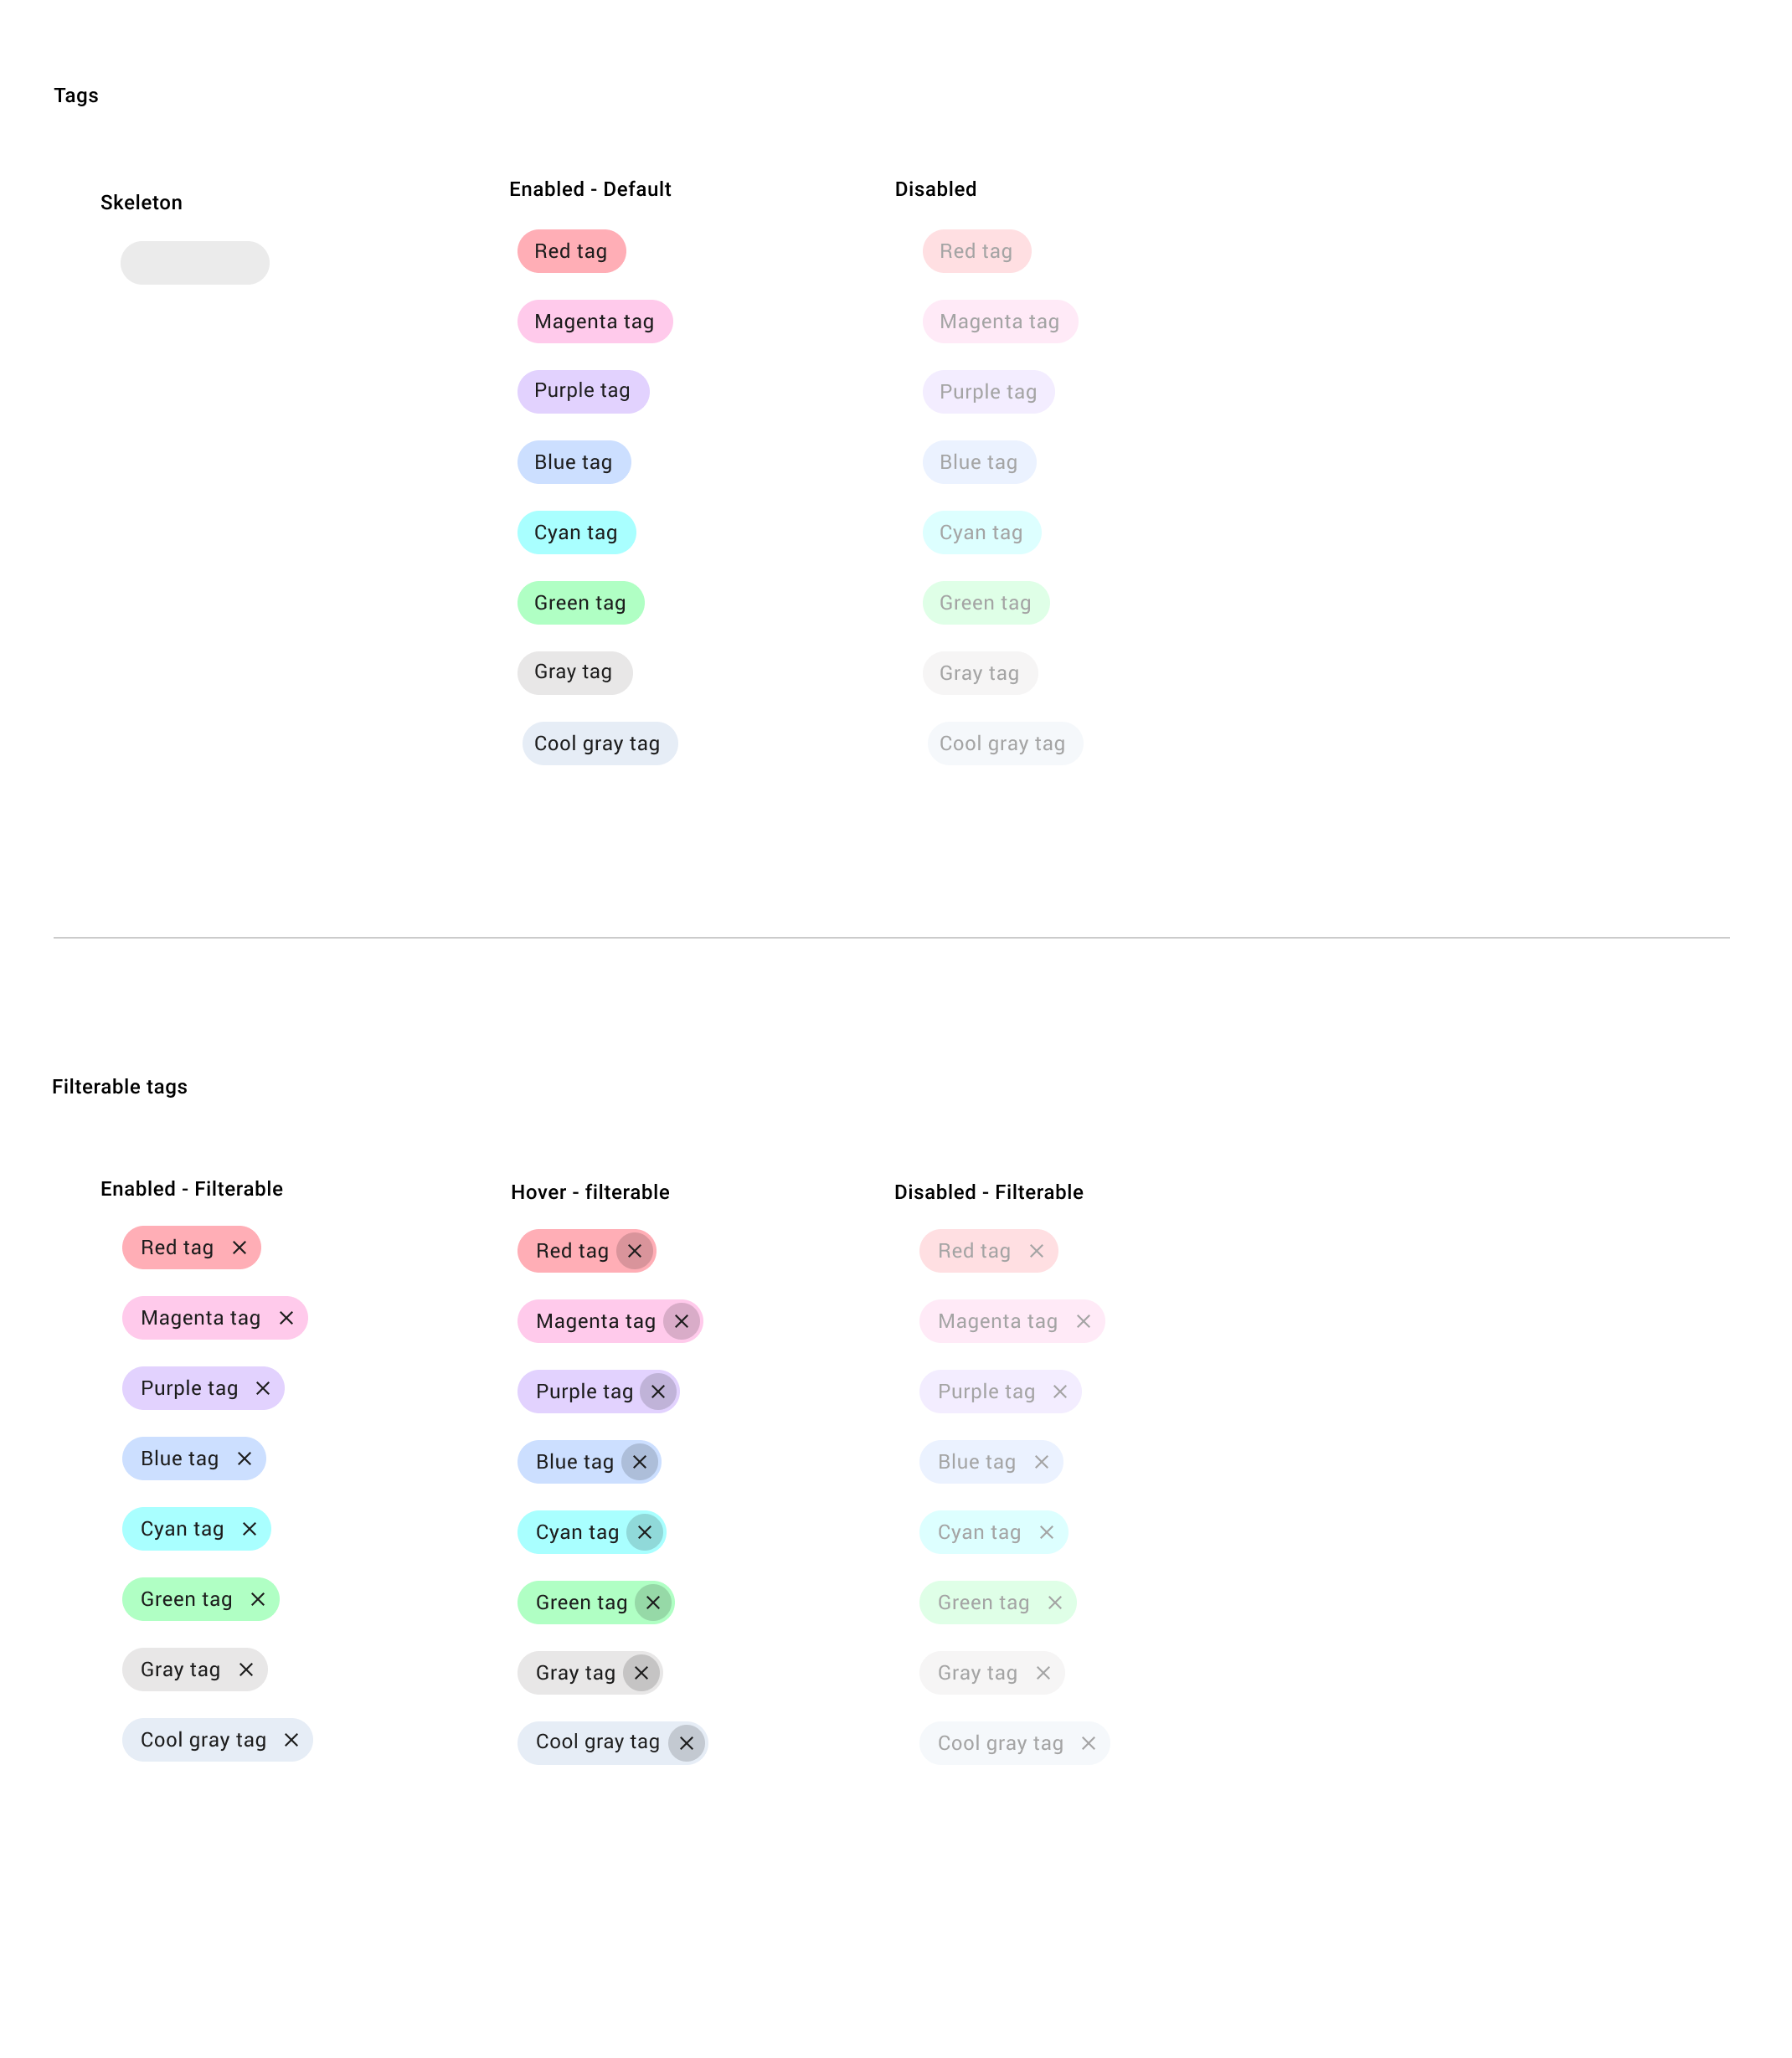 Tags
Skeleton
Enabled - Default
Red tag
Magenta tag
Purple tag
Blue tag
Cyan tag
Green tag
Gray tag
Cool gray tag
Disabled
Red tag
Magenta tag
Purple tag
Blue tag
Cyan tag
Green tag
Gray tag
Cool gray tag
Filterable tags
Enabled - Filterable
Red tag
Magenta tag
Purple tag
Blue tag
Cyan tag
Green tag
Gray tag
Cool gray tag
Hover - filterable
Red tag
Magenta tag
Purple tag
Blue tag
Cyan tag
Green tag
Gray tag
Cool gray tag
Disabled - Filterable
Red tag
Magenta tag
Purple tag
Blue tag
Cyan tag
Green tag
Gray tag
Cool gray tag